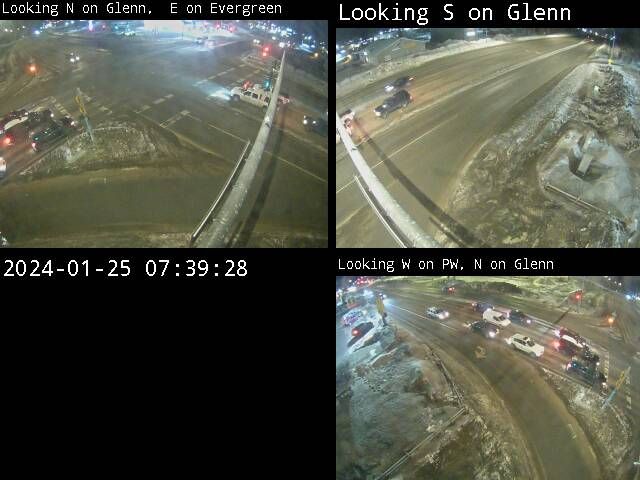 Looking N on Glenn,  E on Evergreen
Looking S on Glenn
2024-01-25 07:39:28
Looking W on PW, N on Glenn